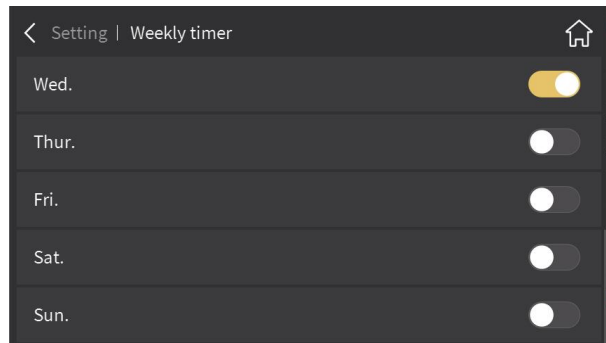 Setting | Weekly timer
Wed.
Thur.
Fri.
Sat.
Sun.